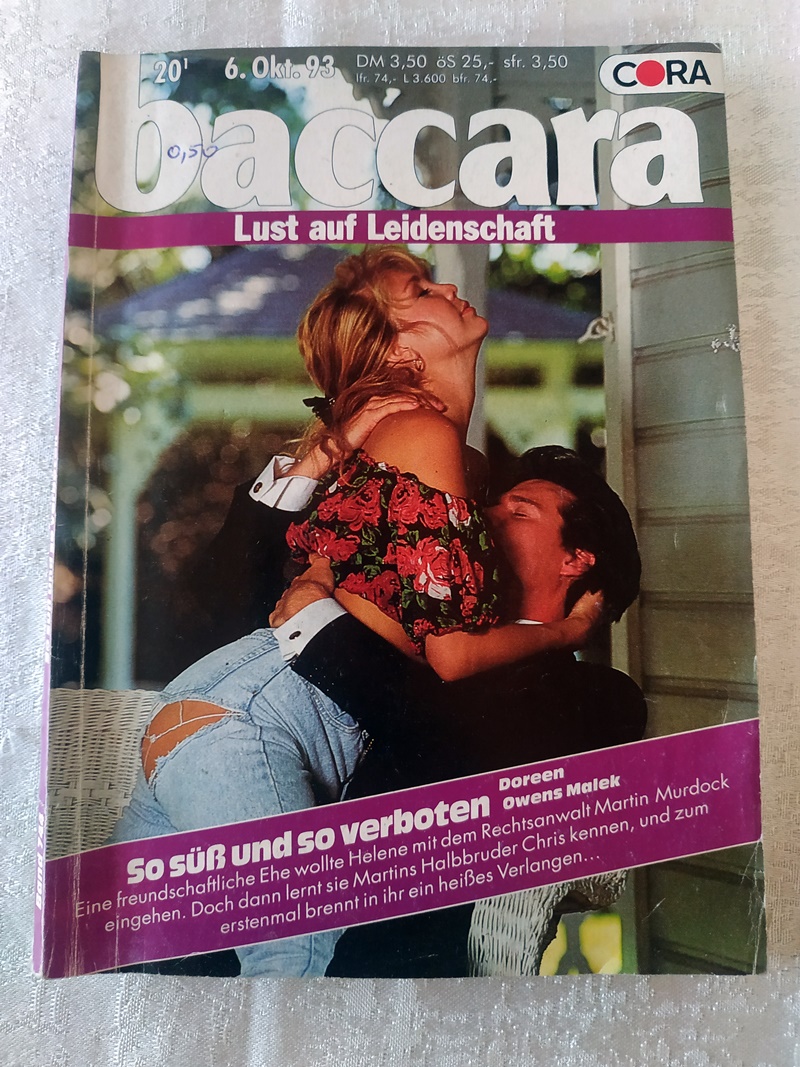 20¹ 6. Okt. 93 DM 3,50 öS 25,- sfr. 3,50
lfr. 74,- L 3.600 bfr. 74,-
CORA
baccara
0,50
Lust auf Leidenschaft
So süß und so verboten Doreen
Owens Malek
Eine freundschaftliche Ehe wollte Helene mit dem Rechtsanwalt Martin Murdock
eingehen. Doch dann lernt sie Martins Halbbruder Chris kennen, und zum
erstenmal brennt in ihr ein heißes Verlangen...